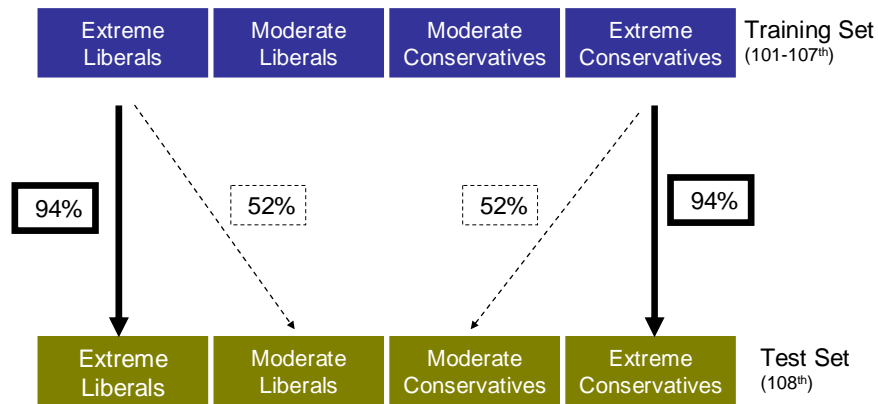 Extreme
Liberals
Moderate
Liberals
Moderate
Conservatives
Extreme
Conservatives
Training Set
(101-107th)
94%
52%
52%
94%
Extreme
Liberals
Moderate
Liberals
Moderate
Conservatives
Extreme
Conservatives
Test Set
(108th)